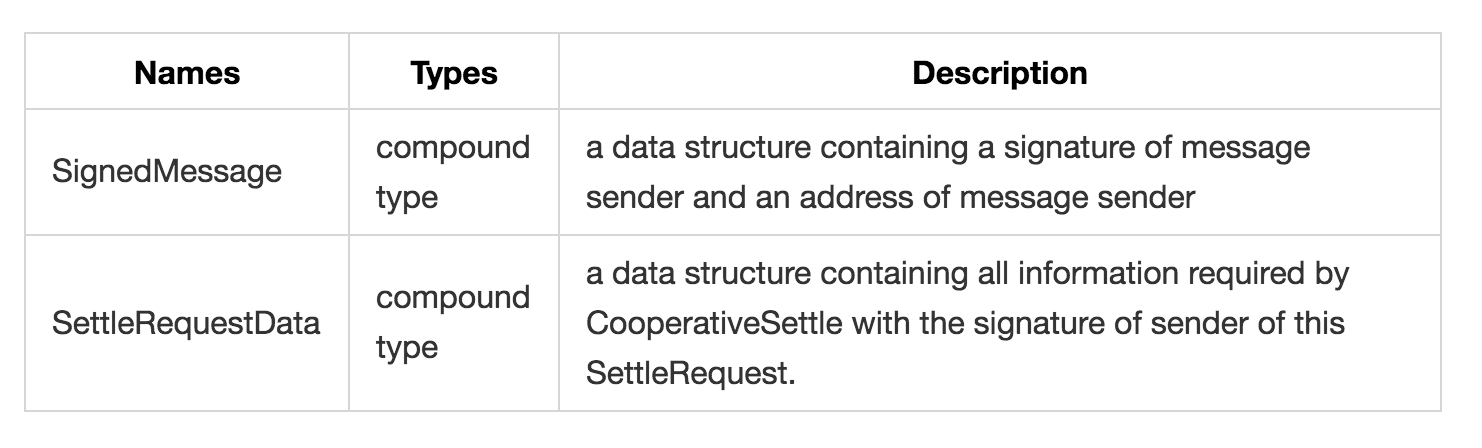 Names Types Description
SignedMessage
compound
type
a data structure containing a signature of message
sender and an address of message sender
SettleRequestData
compound
type
a data structure containing all information required by
CooperativeSettle with the signature of sender of this
SettleRequest.